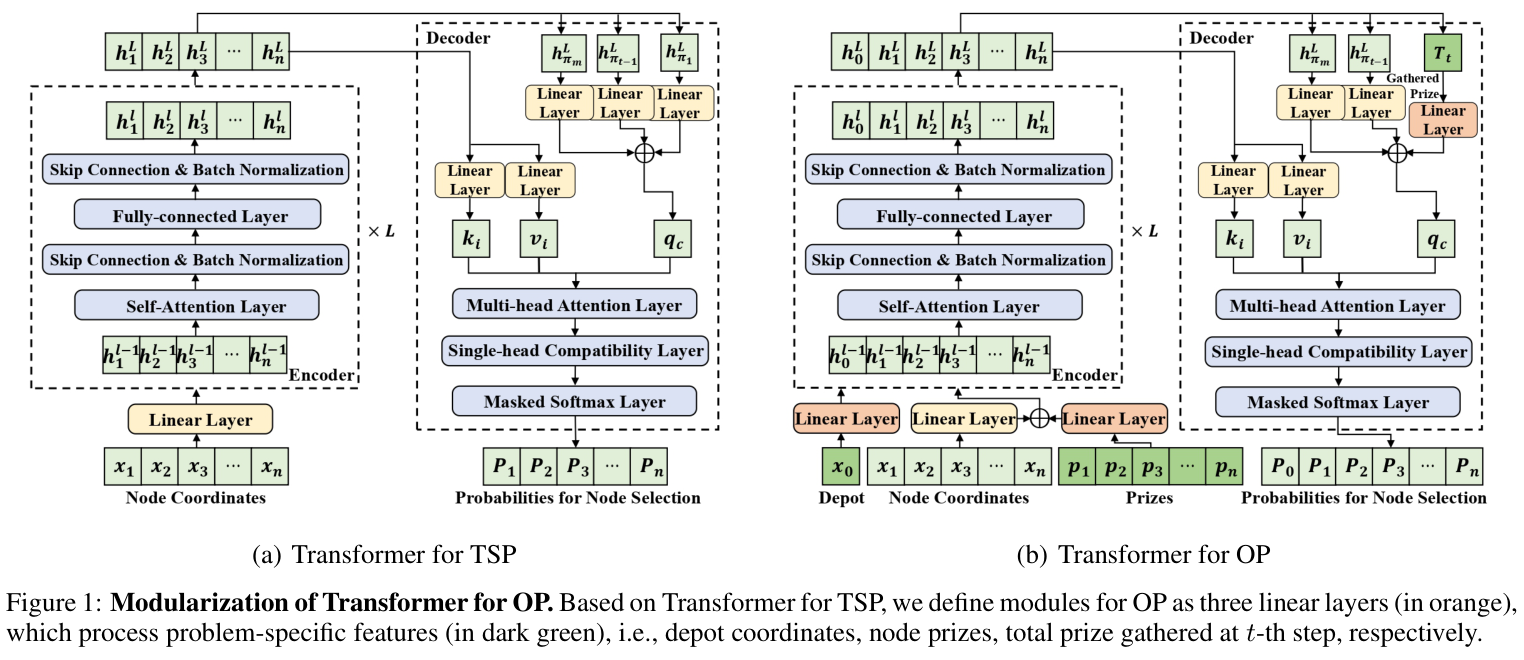 h_1^L h_2^L h_3^L ... h_n^L
h_1^l h_2^l h_3^l ... h_n^l
Skip Connection & Batch Normalization
Fully-connected Layer
× L
Skip Connection & Batch Normalization
Self-Attention Layer
h_1^{l-1} h_2^{l-1} h_3^{l-1} ... h_n^{l-1}
Encoder
Linear Layer
x_1 x_2 x_3 ... x_n
Node Coordinates
Decoder
h_{π_m}^L h_{π_{t-1}}^L h_{π_1}^L
Linear Layer
Linear Layer
Linear Layer
Linear Layer
Linear Layer
k_i v_i q_c
Multi-head Attention Layer
Single-head Compatibility Layer
Masked Softmax Layer
P_1 P_2 P_3 ... P_n
Probabilities for Node Selection
(a) Transformer for TSP
h_0^L h_1^L h_2^L h_3^L ... h_n^L
h_0^l h_1^l h_2^l h_3^l ... h_n^l
Skip Connection & Batch Normalization
Fully-connected Layer
× L
Skip Connection & Batch Normalization
Self-Attention Layer
h_0^{l-1} h_1^{l-1} h_2^{l-1} h_3^{l-1} ... h_n^{l-1}
Encoder
Linear Layer
Linear Layer
Linear Layer
x_0
x_1 x_2 x_3 ... x_n
p_1 p_2 p_3 ... p_n
Depot
Node Coordinates
Prizes
Decoder
h_{π_m}^L h_{π_{t-1}}^L T_t
Gathered
Prize
Linear Layer
Linear Layer
Linear Layer
Linear Layer
Linear Layer
k_i v_i q_c
Multi-head Attention Layer
Single-head Compatibility Layer
Masked Softmax Layer
P_0 P_1 P_2 P_3 ... P_n
Probabilities for Node Selection
(b) Transformer for OP
Figure 1: Modularization of Transformer for OP. Based on Transformer for TSP, we define modules for OP as three linear layers (in orange),
which process problem-specific features (in dark green), i.e., depot coordinates, node prizes, total prize gathered at t-th step, respectively.